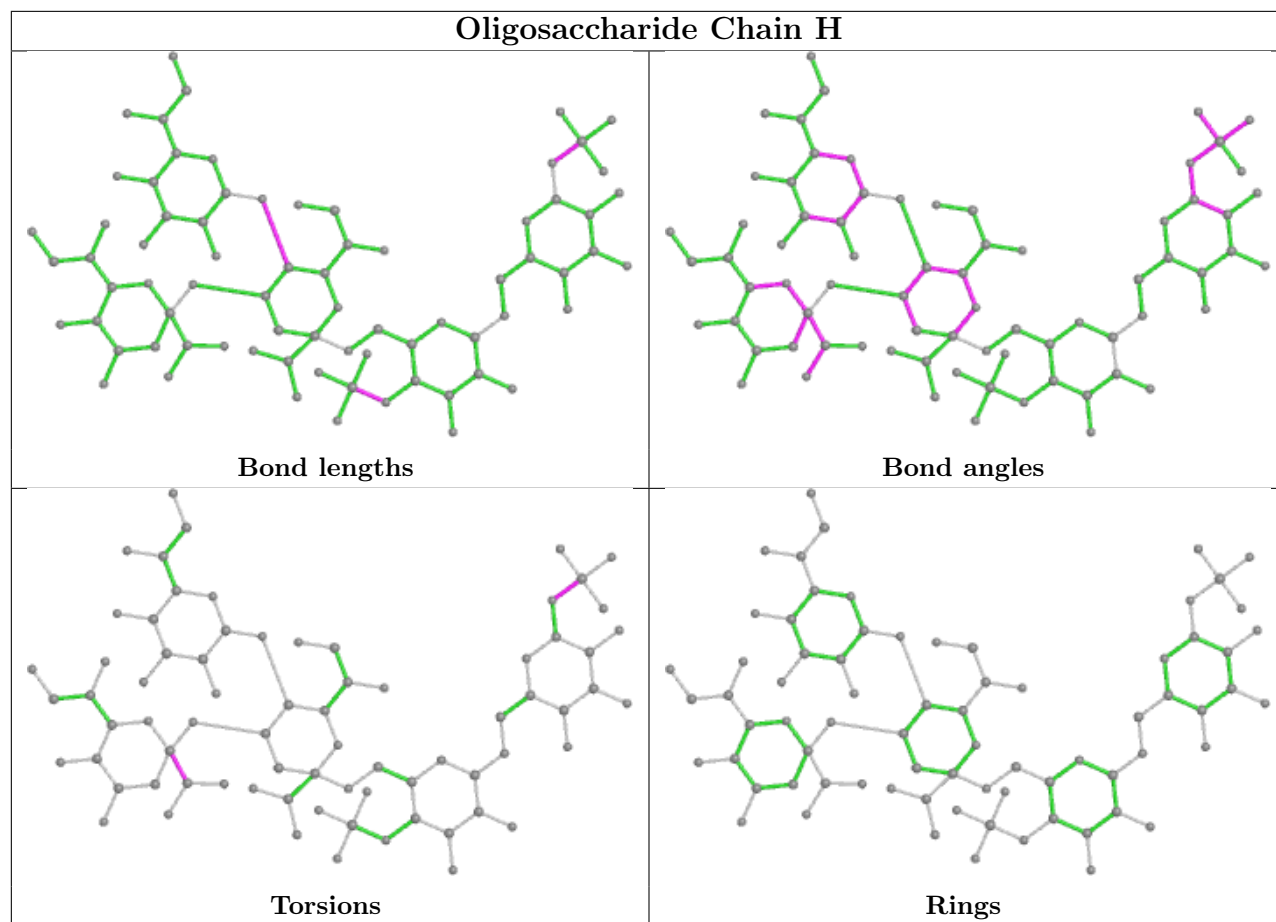 Oligosaccharide Chain H
Bond lengths
Bond angles
Torsions
Rings